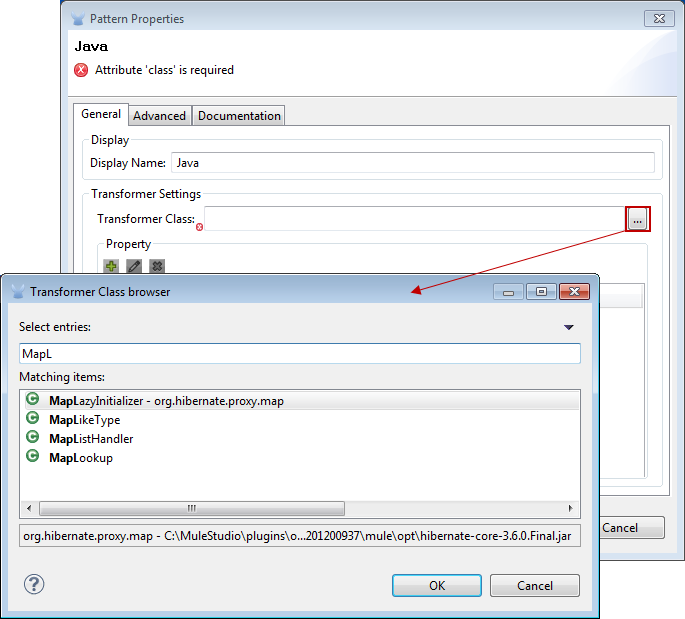 Pattern Properties
Java
Attribute 'class' is required
General Advanced Documentation
Display
Display Name: Java
Transformer Settings
Transformer Class: ...
Property
Transformer Class browser
Select entries:
MapL
Matching items:
MapLazyInitializer - org.hibernate.proxy.map
MapLikeType
MapListHandler
MapLookup
org.hibernate.proxy.map - C:\MuleStudio\plugins\o...201200937\mule\opt\hibernate-core-3.6.0.Final.jar
Cancel
? OK Cancel